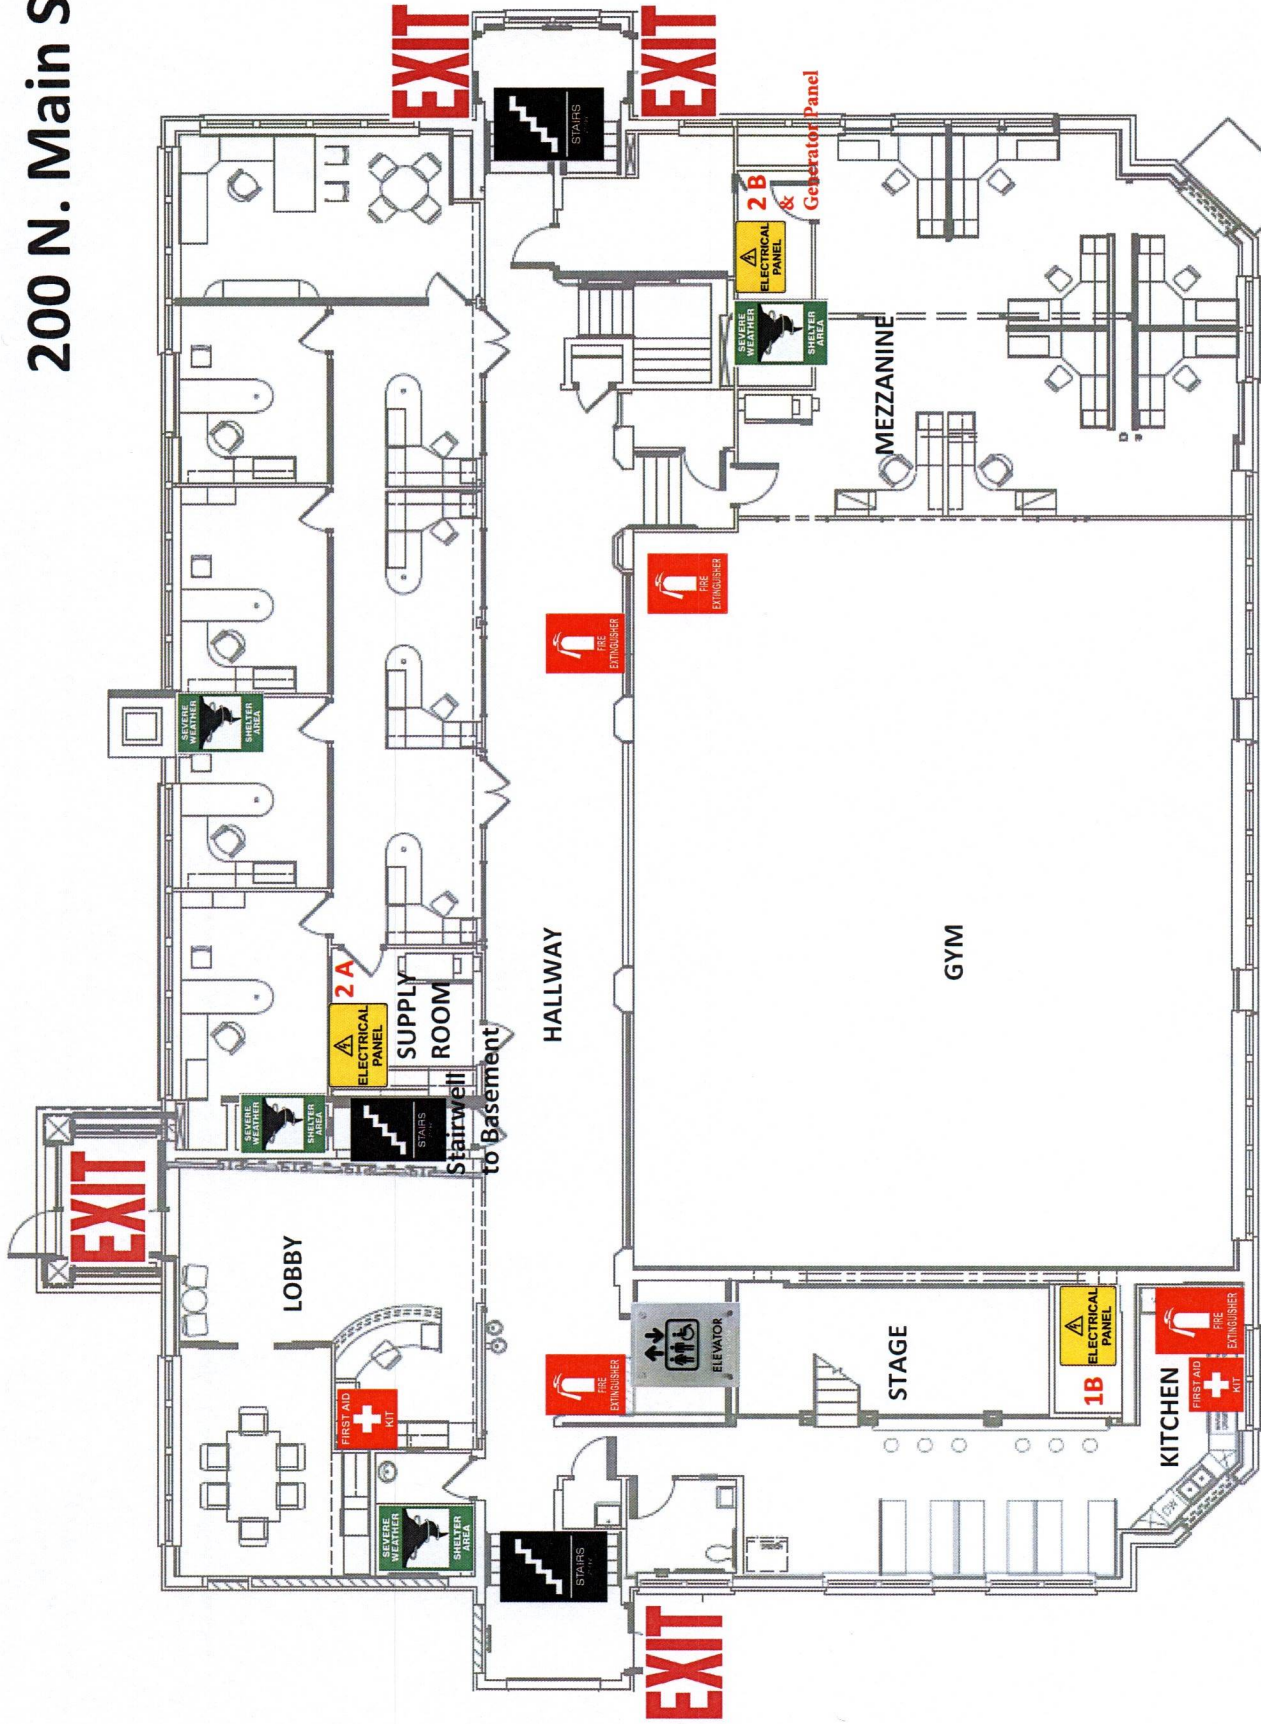 200 N. Main S
EXIT
LOBBY
SEVERE WEATHER
SHELTER AREA
SEVERE WEATHER
SHELTER AREA
FIRST AID
KIT
ELECTRICAL
PANEL
2 A
SUPPLY
ROOM
STAIRS
Stairwell
to Basement
SEVERE WEATHER
SHELTER AREA
EXIT
STAIRS
STAIRS
HALLWAY
FIRE
EXTINGUISHER
FIRE
EXTINGUISHER
EXIT
EXIT
ELEVATOR
FIRE
EXTINGUISHER
SEVERE WEATHER
SHELTER AREA
ELECTRICAL
PANEL
2 B
&
Generator Panel
STAGE
GYM
MEZZANINE
1B
ELECTRICAL
PANEL
KITCHEN
FIRST AID
KIT
FIRE
EXTINGUISHER
DW